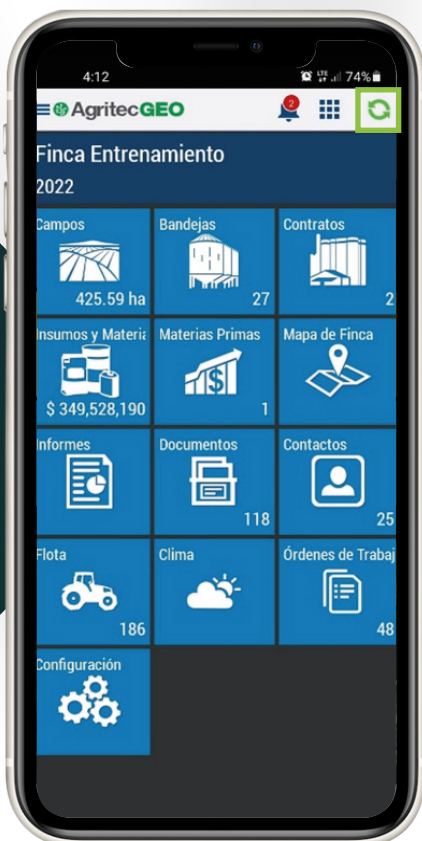 4:12
LTE 74%
AgritecGEO
2
Finca Entrenamiento
2022
Campos
425.59 ha
Bandejas
27
Contratos
2
Insumos y Materia
$ 349,528,190
Materias Primas
$
1
Mapa de Finca
Informes
Documentos
118
Contactos
25
Flota
186
Clima
Órdenes de Trabaj
48
Configuración